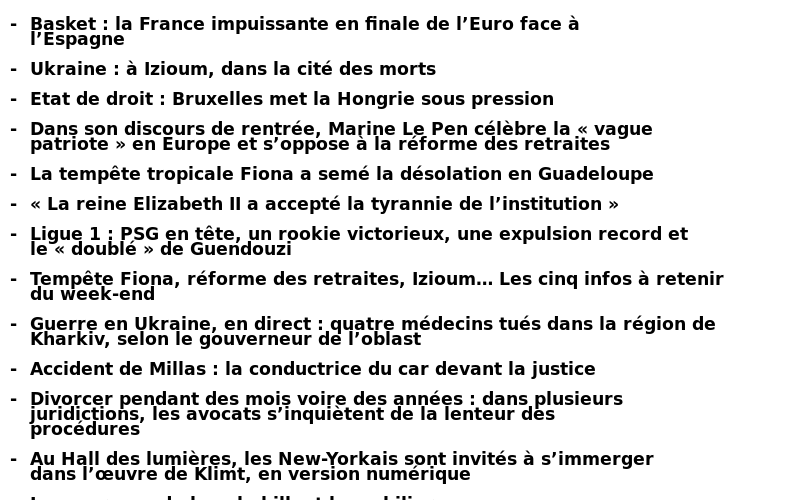 - Basket : la France impuissante en finale de l’Euro face à
l’Espagne
- Ukraine : à Izioum, dans la cité des morts
- Etat de droit : Bruxelles met la Hongrie sous pression
- Dans son discours de rentrée, Marine Le Pen célèbre la « vague
patriote » en Europe et s’oppose à la réforme des retraites
- La tempête tropicale Fiona a semé la désolation en Guadeloupe
- « La reine Elizabeth II a accepté la tyrannie de l’institution »
- Ligue 1 : PSG en tête, un rookie victorieux, une expulsion record et
le « doublé » de Guendouzi
- Tempête Fiona, réforme des retraites, Izioum… Les cinq infos à retenir
du week-end
- Guerre en Ukraine, en direct : quatre médecins tués dans la région de
Kharkiv, selon le gouverneur de l’oblast
- Accident de Millas : la conductrice du car devant la justice
- Divorcer pendant des mois voire des années : dans plusieurs
juridictions, les avocats s’inquiètent de la lenteur des
procédures
- Au Hall des lumières, les New-Yorkais sont invités à s’immerger
dans l’œuvre de Klimt, en version numérique